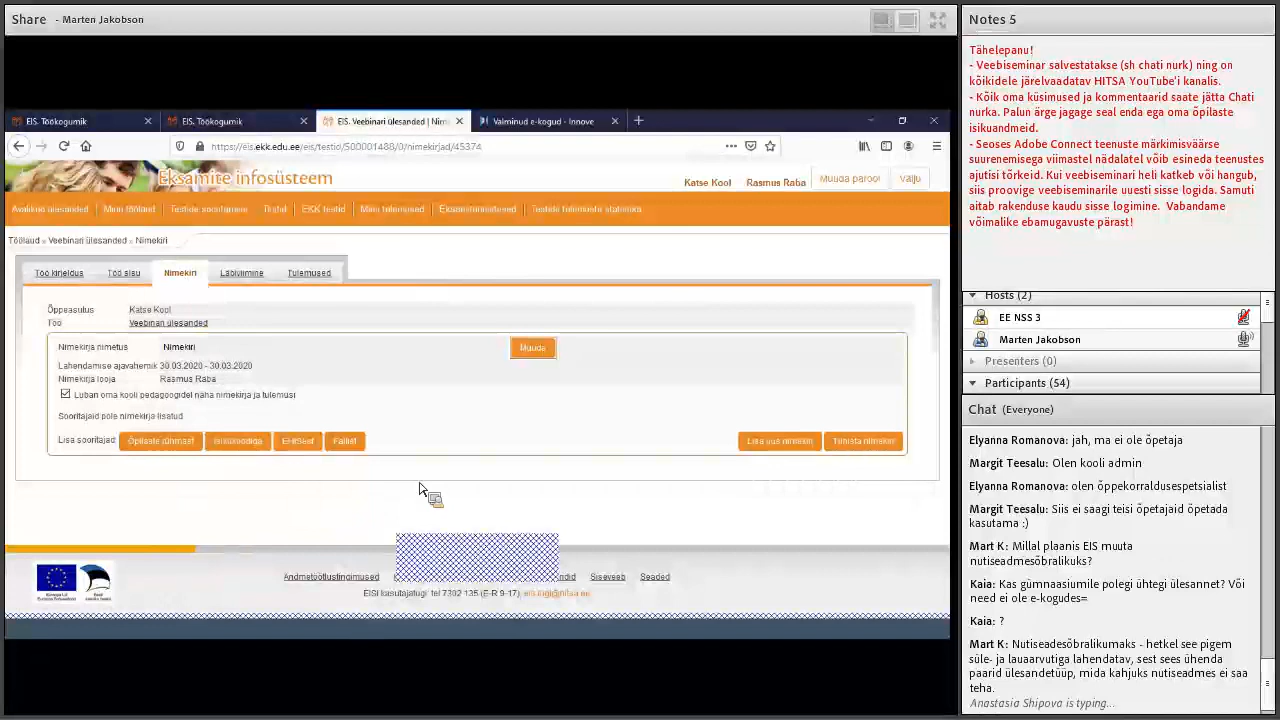 Share - Marten Jakobson
EIS. Töökogumik
EIS. Töökogumik
EIS. Veebinari ülesanded | Nime
Valminud e-kogud - Innove
https://eis.ekk.edu.ee/eis/testid/500001488/0/nimekirjad/45374
Eksamite infosüsteem
Katse Kool Rasmus Raba Muuda parool Välju
Avalikud ülesanded Minu töölaud Testide sooritamine Testid EKK testid Minu tulemused Eksamitunnistused Testide tulemuste statistika
Töölaud » Veebinari ülesanded » Nimekiri
Töö kirjeldus Töö sisu Nimekiri Läbiviimine Tulemused
Õppeasutus Katse Kool
Töö Veebinari ülesanded
Nimekirja nimetus Nimekiri Muuda
Lahendamise ajavahemik 30.03.2020 - 30.03.2020
Nimekirja looja Rasmus Raba
Luban oma kooli pedagoogidel näha nimekirja ja tulemusi
Sooritajaid pole nimekirja lisatud
Lisa sooritajad Õpilaste rühmast Isikukoodiga EHISest Failist Lisa uus nimekiri Tühista nimekiri
Andmetöötlustingimused Siseveeb Seaded
EISi kasutajatugi: tel 7302 135 (E-R 9-17),
Notes 5
Tähelepanu!
- Veebiseminar salvestatakse (sh chati nurk) ning on
kõikidele järelvaadatav HITSA YouTube'i kanalis.
- Kõik oma küsimused ja kommentaarid saate jätta Chati
nurka. Palun ärge jagage seal enda ega oma õpilaste
isikuandmeid.
- Seoses Adobe Connect teenuste märkimisväärse
suurenemisega viimastel nädalatel võib esineda teenustes
ajutisi tõrkeid. Kui veebiseminari heli katkeb või hangub,
siis proovige veebiseminarile uuesti sisse logida. Samuti
aitab rakenduse kaudu sisse logimine. Vabandame
võimalike ebamugavuste pärast!
Hosts (2)
EE NSS 3
Marten Jakobson
Presenters (0)
Participants (54)
Chat (Everyone)
Elyanna Romanova: jah, ma ei ole õpetaja
Margit Teesalu: Olen kooli admin
Elyanna Romanova: olen õppekorraldusespetsialist
Margit Teesalu: Siis ei saagi teisi õpetajaid õpetada
kasutama :)
Mart K: Millal plaanis EIS muuta
nutiseadmesõbralikuks?
Kaia: Kas gümnaasiumile polegi ühtegi ülesannet? Või
need ei ole e-kogudes=
Kaia: ?
Mart K: Nutiseadesõbralikumaks - hetkel see pigem
süle- ja lauaarvutiga lahendatav, sest sees ühenda
paarid ülesandetüüp, mida kahjuks nutiseadmes ei saa
teha.
Anastasia Shipova is typing...